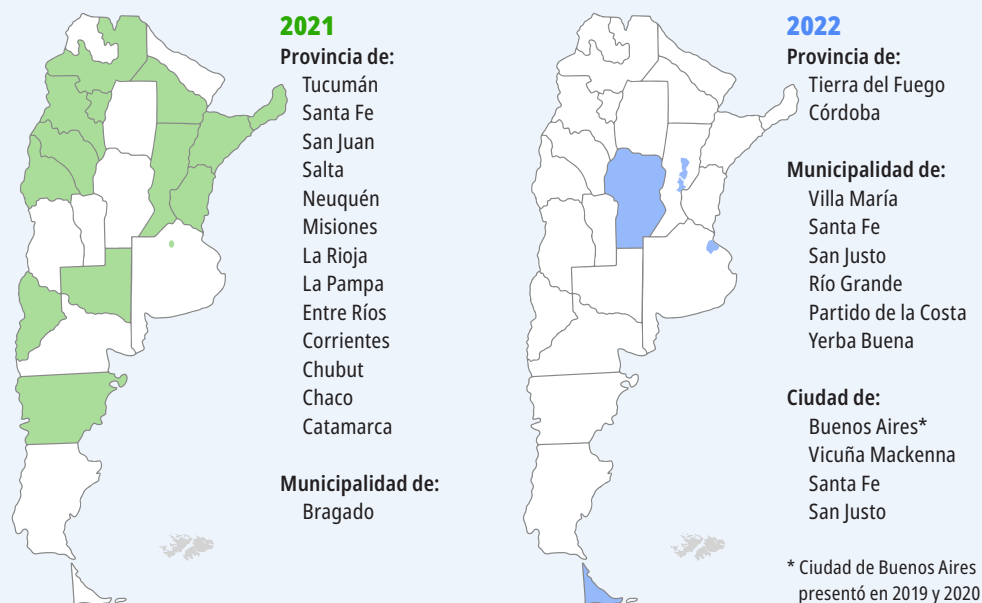 2021
Provincia de:
Tucumán
Santa Fe
San Juan
Salta
Neuquén
Misiones
La Rioja
La Pampa
Entre Ríos
Corrientes
Chubut
Chaco
Catamarca
Municipalidad de:
Bragado
2022
Provincia de:
Tierra del Fuego
Córdoba
Municipalidad de:
Villa María
Santa Fe
San Justo
Río Grande
Partido de la Costa
Yerba Buena
Ciudad de:
Buenos Aires*
Vicuña Mackenna
Santa Fe
San Justo
* Ciudad de Buenos Aires
presentó en 2019 y 2020